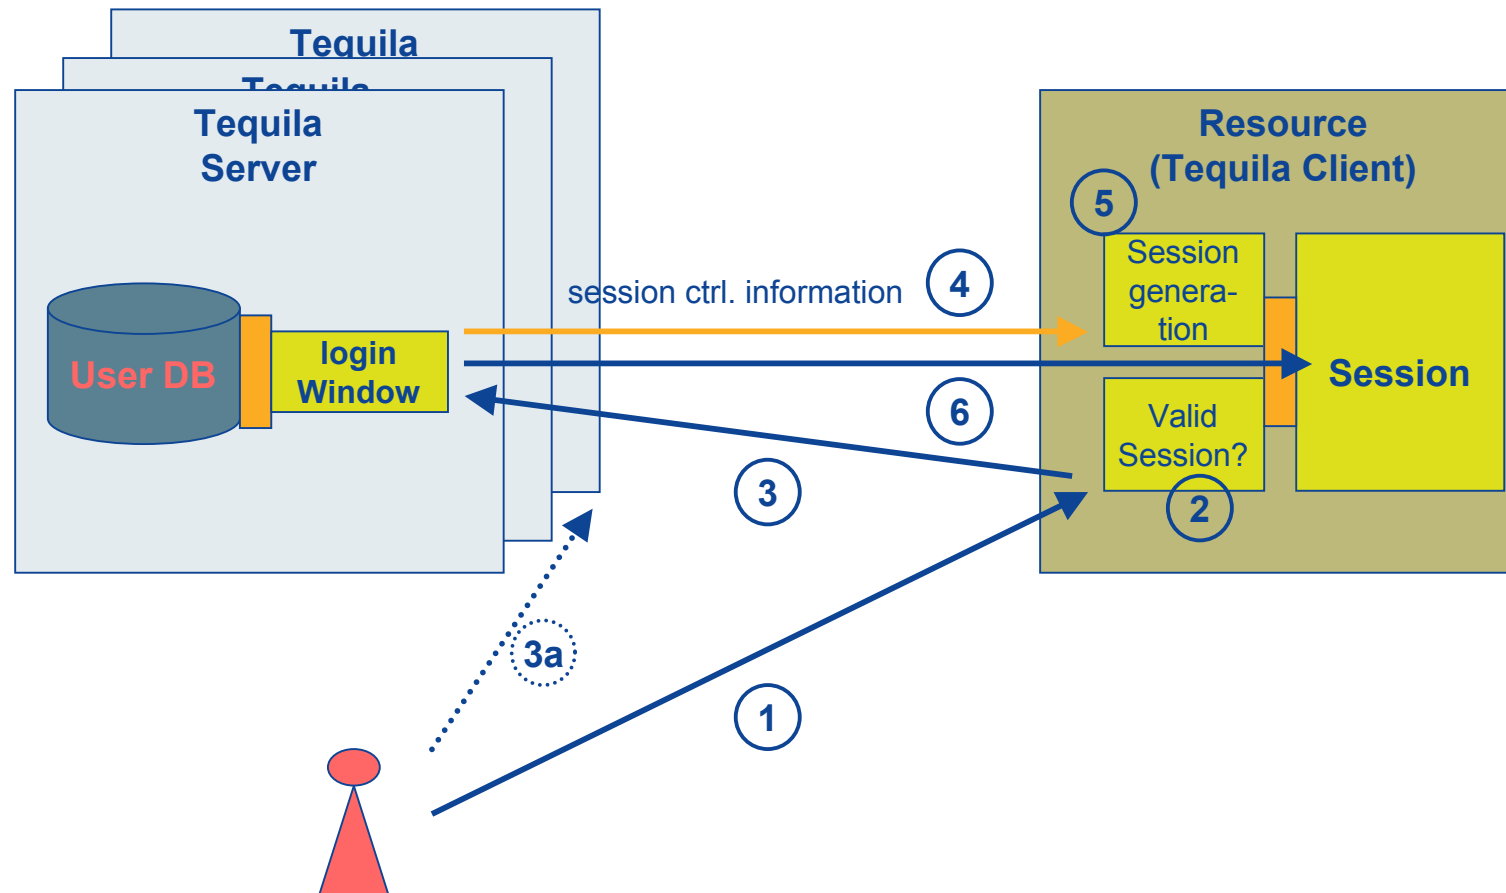 Tequila
Tequila
Tequila
Server
Resource
(Tequila Client)
5
Session
genera-
tion
4
session ctrl. information
login
Window
User DB
Session
6
Valid
Session?
3
2
3a
1